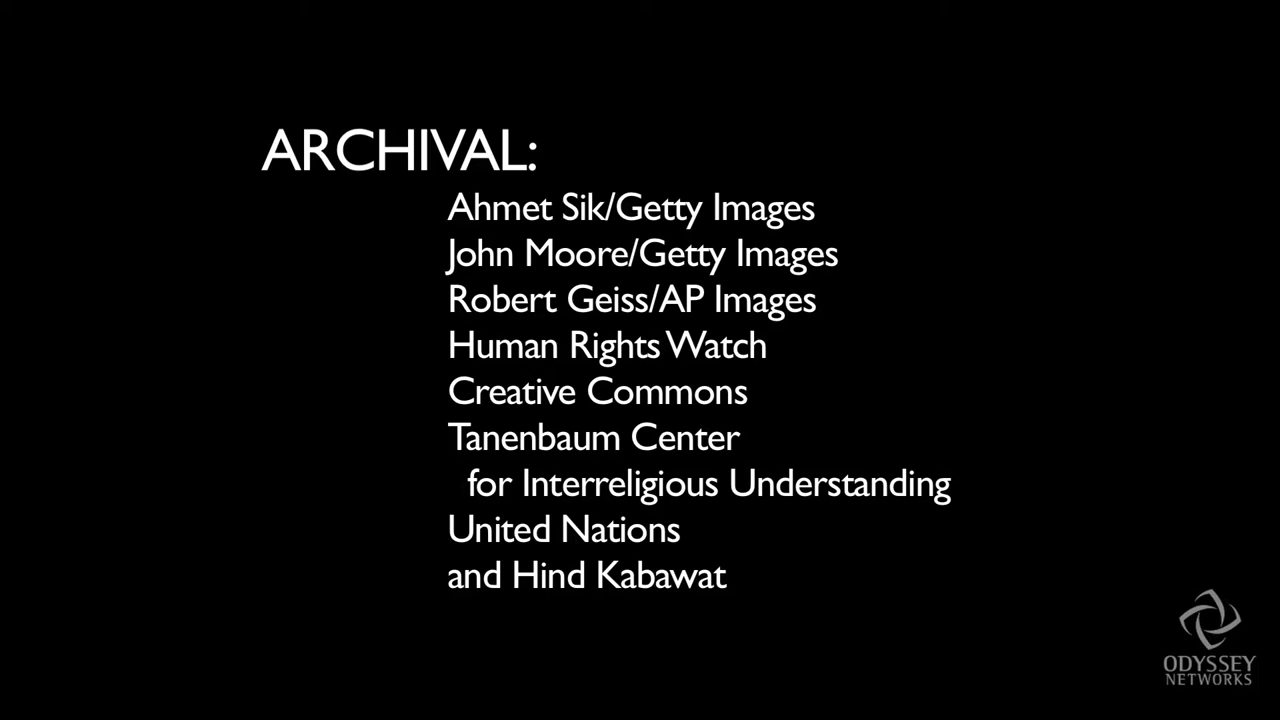 ARCHIVAL:
Ahmet Sik/Getty Images
John Moore/Getty Images
Robert Geiss/AP Images
Human Rights Watch
Creative Commons
Tanenbaum Center
for Interreligious Understanding
United Nations
and Hind Kabawat
ODYSSEY
NETWORKS